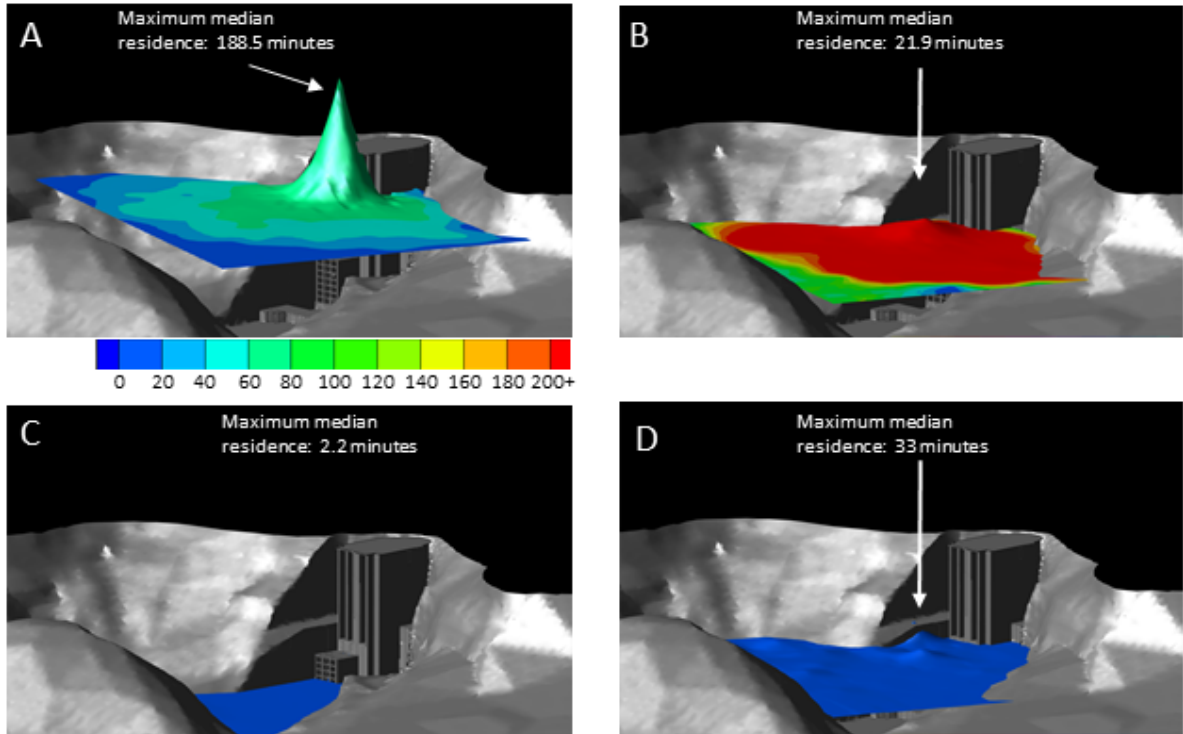 A
Maximum median
residence: 188.5 minutes
B
Maximum median
residence: 21.9 minutes
0 20 40 60 80 100 120 140 160 180 200+
C
Maximum median
residence: 2.2 minutes
D
Maximum median
residence: 33 minutes